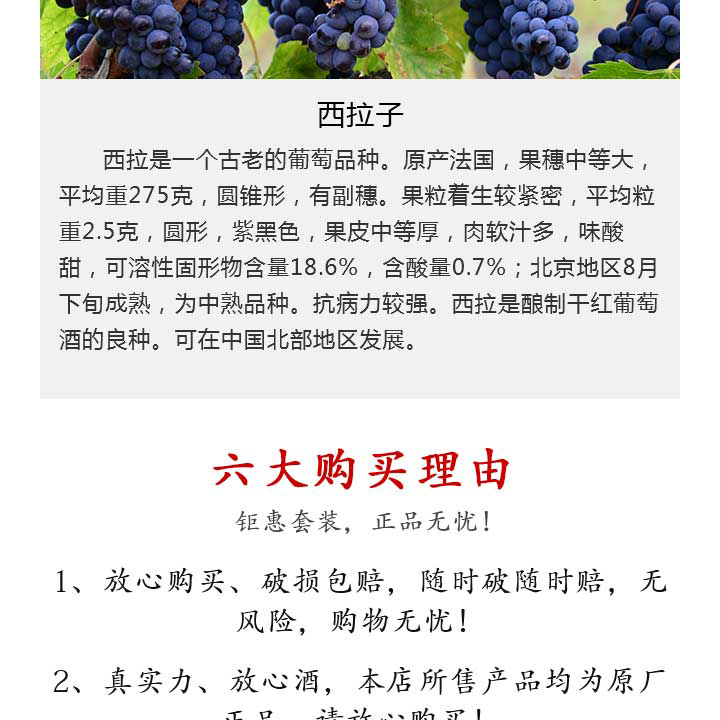 西拉子
西拉是一个古老的葡萄品种。原产法国，果穗中等大，
平均重275克，圆锥形，有副穗。果粒着生较紧密，平均粒
重2.5克，圆形，紫黑色，果皮中等厚，肉软汁多，味酸
甜，可溶性固形物含量18.6%，含酸量0.7%；北京地区8月
下旬成熟，为中熟品种。抗病力较强。西拉是酿制干红葡萄
酒的良种。可在中国北部地区发展。
六大购买理由
钜惠套装，正品无忧！
1、放心购买、破损包赔，随时破随时赔，无
风险，购物无忧！
2、真实力、放心酒，本店所售产品均为原厂
正品，请放心购买！